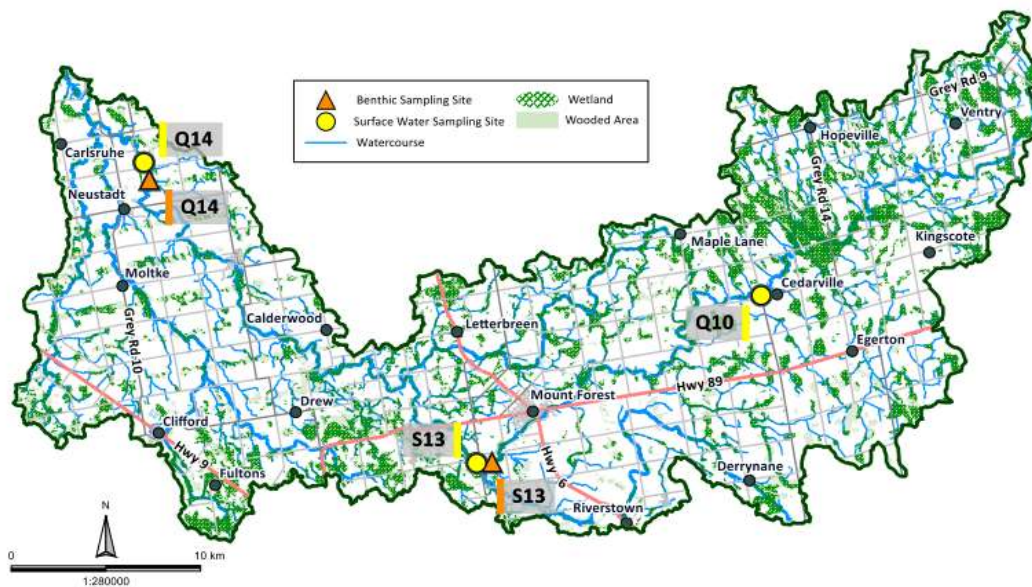 Grey Rd 9
Ventry
Hopeville
Benthic Sampling Site
Wetland
Surface Water Sampling Site
Wooded Area
Watercourse
Q14
Carlsruhe
Neustadt
Q14
Grey Rd 14
Maple Lane
Kingscote
Moltke
Cedarville
Grey Rd 10
Calderwood
Letterbreen
Q10
Egerton
Hwy 89
Drew
Mount Forest
Clifford
S13
Hwy 9
Hwy 6
Fultons
S13
Derrynane
Riverstown
N
0 10 km
1:280000